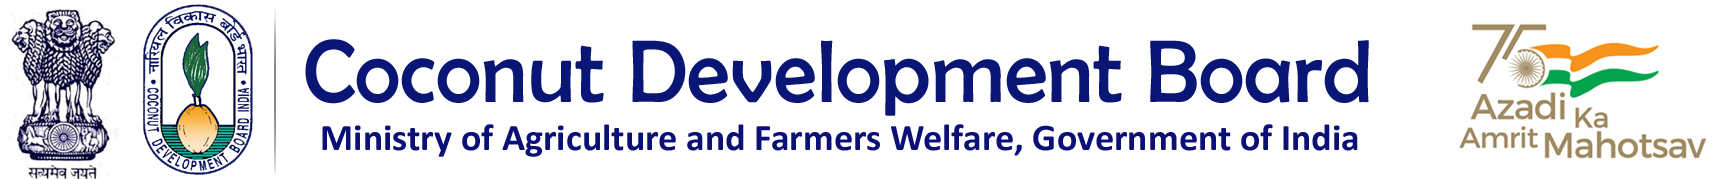 सत्यमेव जयते
नारियल विकास बोर्ड भारत
COCONUT DEVELOPMENT BOARD INDIA
Coconut Development Board
Ministry of Agriculture and Farmers Welfare, Government of India
75
Azadi Ka
Amrit Mahotsav